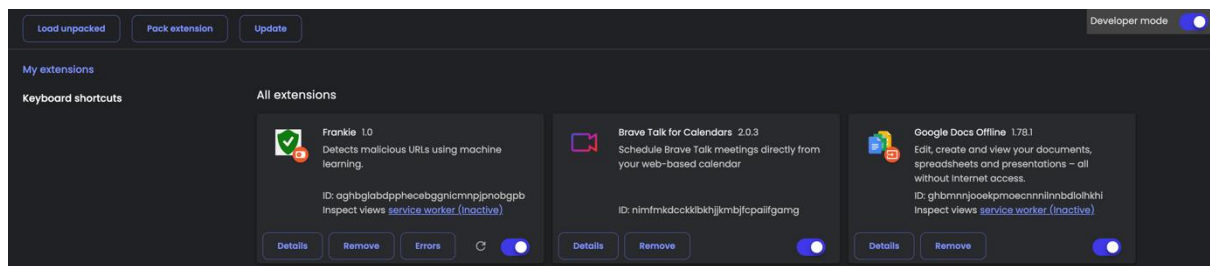 Load unpacked
Pack extension
Update
Developer mode
My extensions
Keyboard shortcuts
All extensions
Frankie 1.0
Detects malicious URLs using machine
learning.
ID: aghbglabdpphecebggnicmnpjpnobgpb
Inspect views service worker (Inactive)
Details
Remove
Errors
Brave Talk for Calendars 2.0.3
Schedule Brave Talk meetings directly from
your web-based calendar
ID: nimfmkdcckklbkhjjkmbjfcpaiifgamg
Details
Remove
Google Docs Offline 1.78.1
Edit, create and view your documents,
spreadsheets and presentations – all
without Internet access.
ID: ghbmnnjooekpmoecnnnilnnbdlolhkhi
Inspect views service worker (Inactive)
Details
Remove